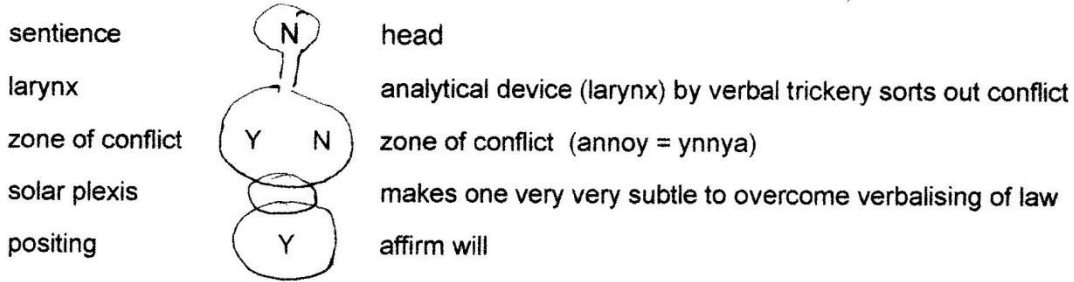 sentience N head
larynx analytical device (larynx) by verbal trickery sorts out conflict
zone of conflict Y N zone of conflict (annoy = ynnya)
solar plexis makes one very very subtle to overcome verbalising of law
positing Y affirm will